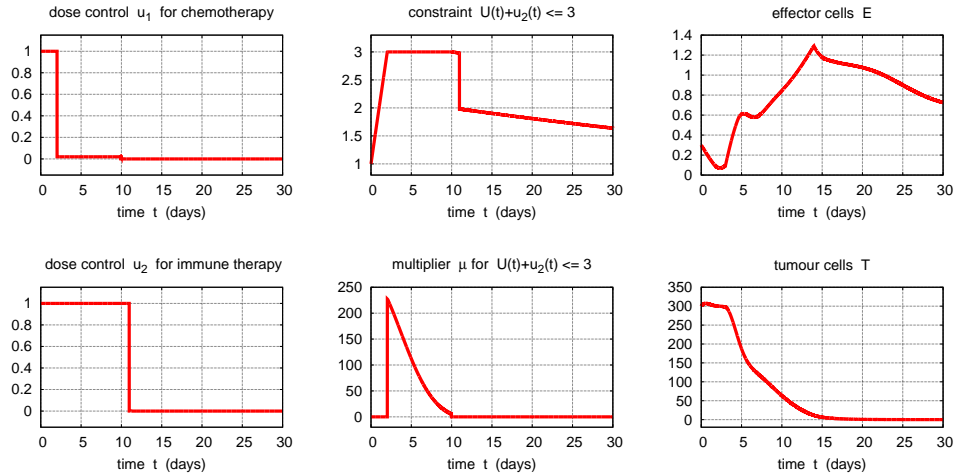 dose control u₁ for chemotherapy
1
0.8
0.6
0.4
0.2
0
0 5 10 15 20 25 30
time t (days)
constraint U(t)+u₂(t) <= 3
3
2
1
0 5 10 15 20 25 30
time t (days)
effector cells E
1.4
1.2
1
0.8
0.6
0.4
0.2
0
0 5 10 15 20 25 30
time t (days)
dose control u₂ for immune therapy
1
0.8
0.6
0.4
0.2
0
0 5 10 15 20 25 30
time t (days)
multiplier μ for U(t)+u₂(t) <= 3
250
200
150
100
50
0
0 5 10 15 20 25 30
time t (days)
tumour cells T
350
300
250
200
150
100
50
0
0 5 10 15 20 25 30
time t (days)